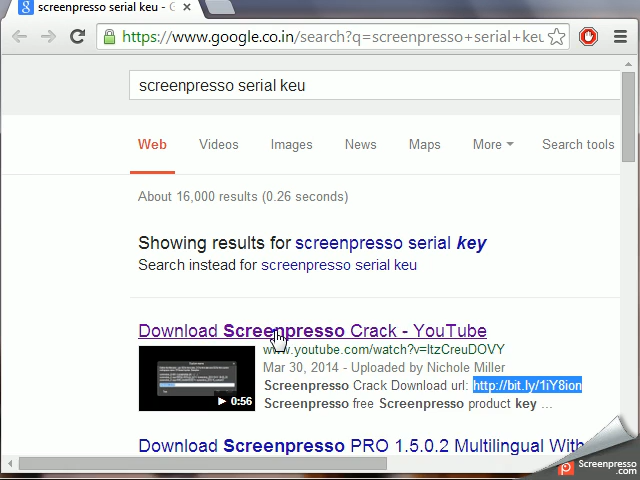 screenpresso serial keu - G
https://www.google.co.in/search?q=screenpresso+serial+keu
screenpresso serial keu
Web Videos Images News Maps More Search tools
About 16,000 results (0.26 seconds)
Showing results for screenpresso serial key
Search instead for screenpresso serial keu
Download Screenpresso Crack - YouTube
www.youtube.com/watch?v=ltzCreuDOVY
Mar 30, 2014 - Uploaded by Nichole Miller
Screenpresso Crack Download url: http://bit.ly/1iY8ion
0:56
Screenpresso free Screenpresso product key ...
Download Screenpresso PRO 1.5.0.2 Multilingual With
Screenpresso
.com